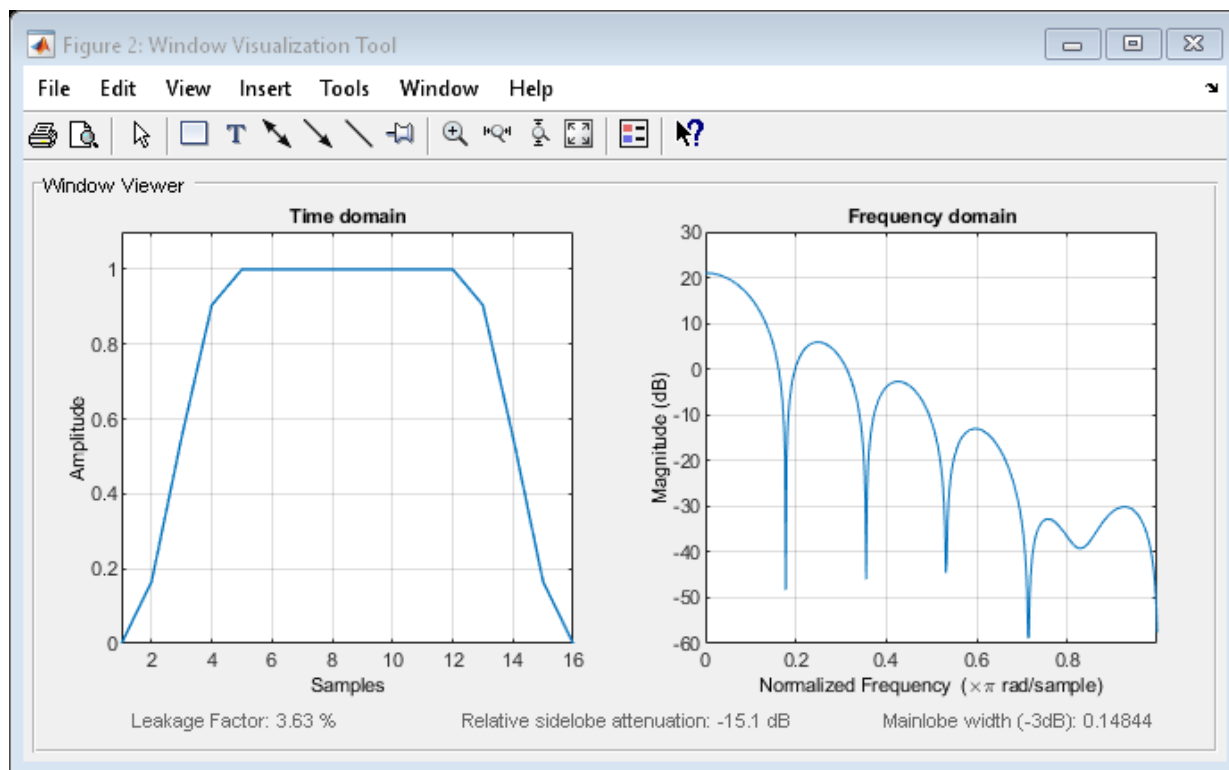 Figure 2: Window Visualization Tool
File Edit View Insert Tools Window Help
T
?
Window Viewer
Time domain
Amplitude
1
0.8
0.6
0.4
0.2
0
2 4 6 8 10 12 14 16
Samples
Frequency domain
Magnitude (dB)
30
20
10
0
-10
-20
-30
-40
-50
-60
0 0.2 0.4 0.6 0.8
Normalized Frequency (×π rad/sample)
Leakage Factor: 3.63 % Relative sidelobe attenuation: -15.1 dB Mainlobe width (-3dB): 0.14844